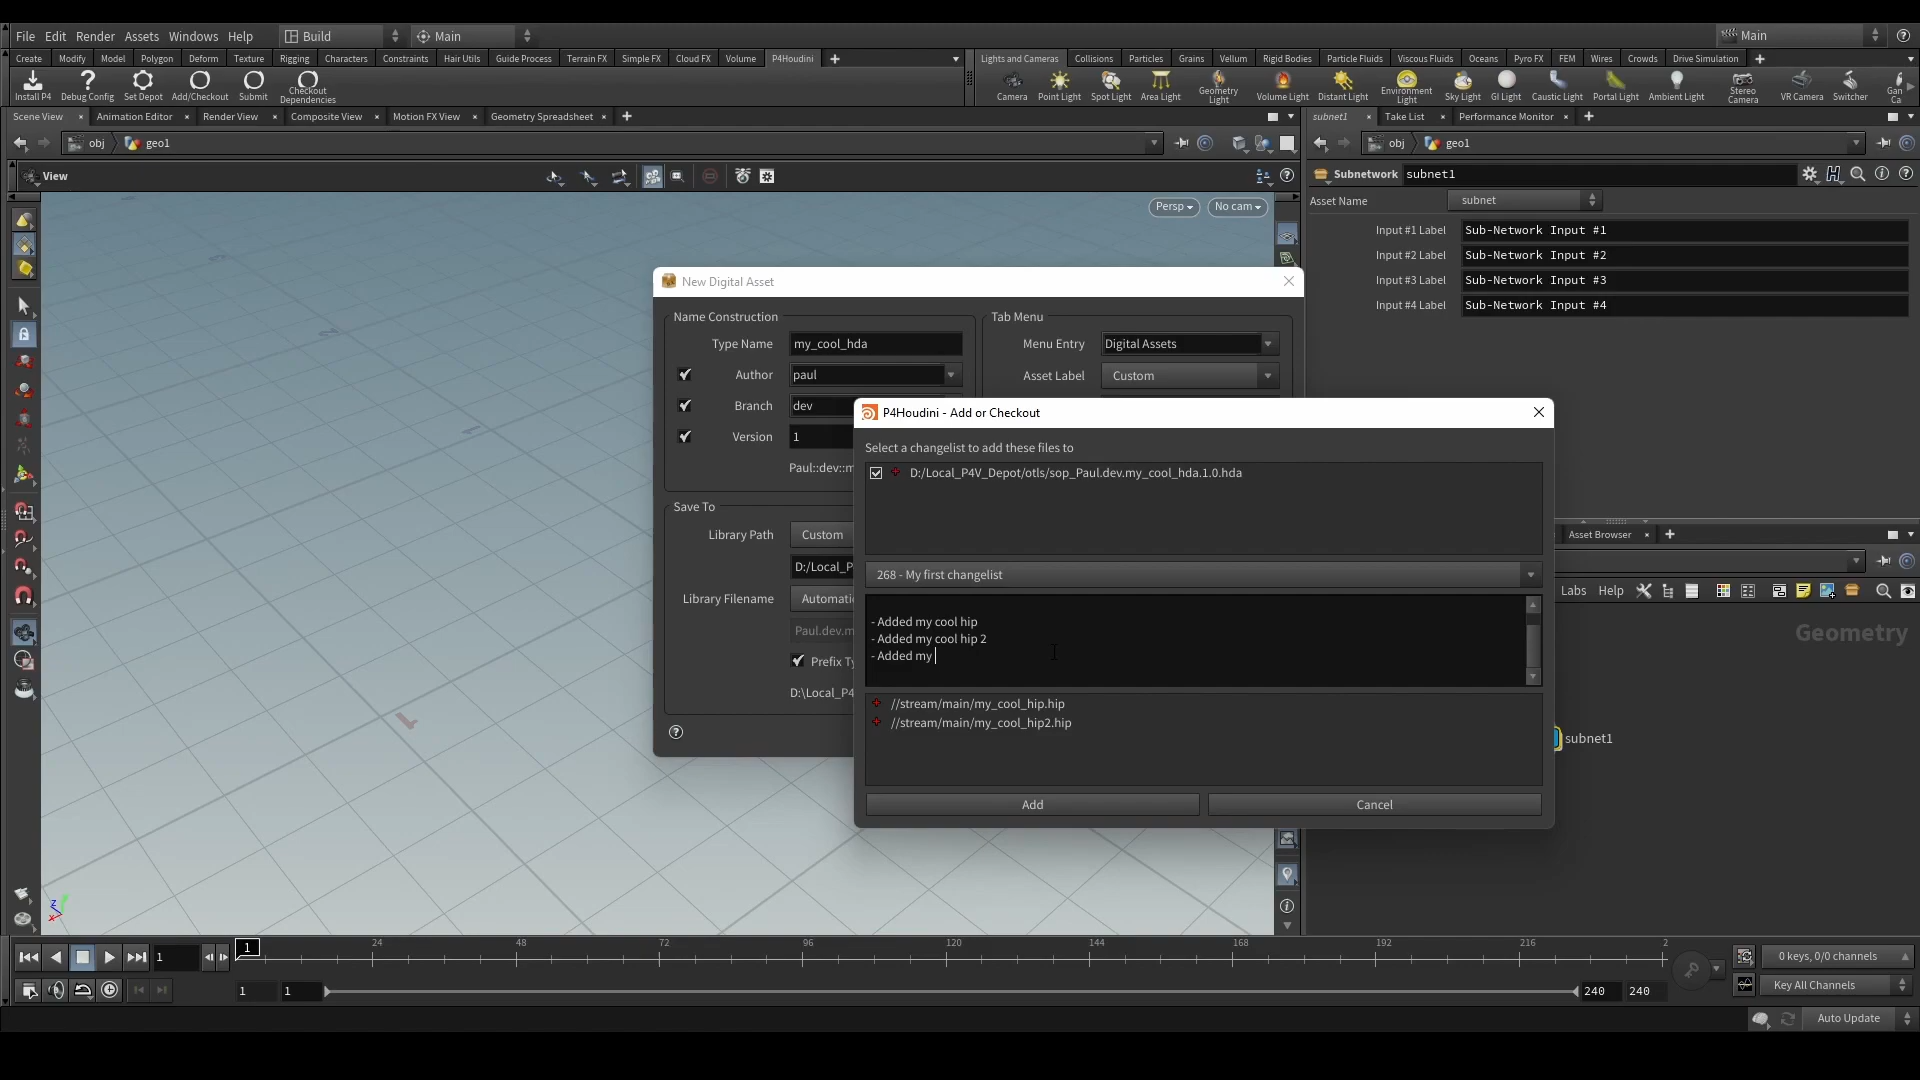 File Edit Render Assets Windows Help Build Main Main
Create Modify Model Polygon Deform Texture Rigging Characters Constraints Hair Utils Guide Process Terrain FX Simple FX Cloud FX Volume P4Houdini
Lights and Cameras Collisions Particles Grains Vellum Rigid Bodies Particle Fluids Viscous Fluids Oceans Pyro FX FEM Wires Crowds Drive Simulation
Install P4 Debug Config Set Depot Add/Checkout Submit Checkout Dependencies
Camera Point Light Spot Light Area Light Geometry Light Volume Light Distant Light Environment Light Sky Light GI Light Caustic Light Portal Light Ambient Light Stereo Camera VR Camera Switcher Gan Ca
Scene View Animation Editor Render View Composite View Motion FX View Geometry Spreadsheet
subnet1 Take List Performance Monitor
obj geo1
obj geo1
View
Persp No cam
Subnetwork subnet1
Asset Name subnet
Input #1 Label Sub-Network Input #1
Input #2 Label Sub-Network Input #2
Input #3 Label Sub-Network Input #3
Input #4 Label Sub-Network Input #4
New Digital Asset
Name Construction
Type Name my_cool_hda
Author paul
Branch dev
Version 1
Paul::dev::m
Tab Menu
Menu Entry Digital Assets
Asset Label Custom
Save To
Library Path Custom
D:/Local_P
Library Filename Automati
Paul.dev.m
Prefix Ty
D:\Local_P4
P4Houdini - Add or Checkout
Select a changelist to add these files to
D:/Local_P4V_Depot/otls/sop_Paul.dev.my_cool_hda.1.0.hda
268 - My first changelist
- Added my cool hip
- Added my cool hip 2
- Added my
//stream/main/my_cool_hip.hip
//stream/main/my_cool_hip2.hip
Add Cancel
Asset Browser
Labs Help
Geometry
subnet1
1 1 24 48 72 96 120 144 168 192 216 2
0 keys, 0/0 channels
1 1 240 240
Key All Channels
Auto Update